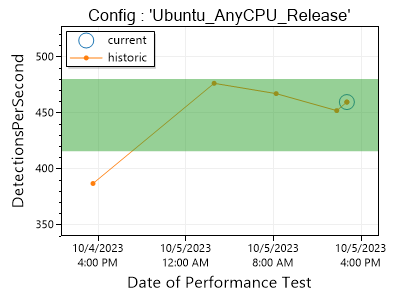 Config : 'Ubuntu_AnyCPU_Release'
current
historic
DetectionsPerSecond
500
450
400
350
10/4/2023
4:00 PM
10/5/2023
12:00 AM
10/5/2023
8:00 AM
10/5/2023
4:00 PM
Date of Performance Test